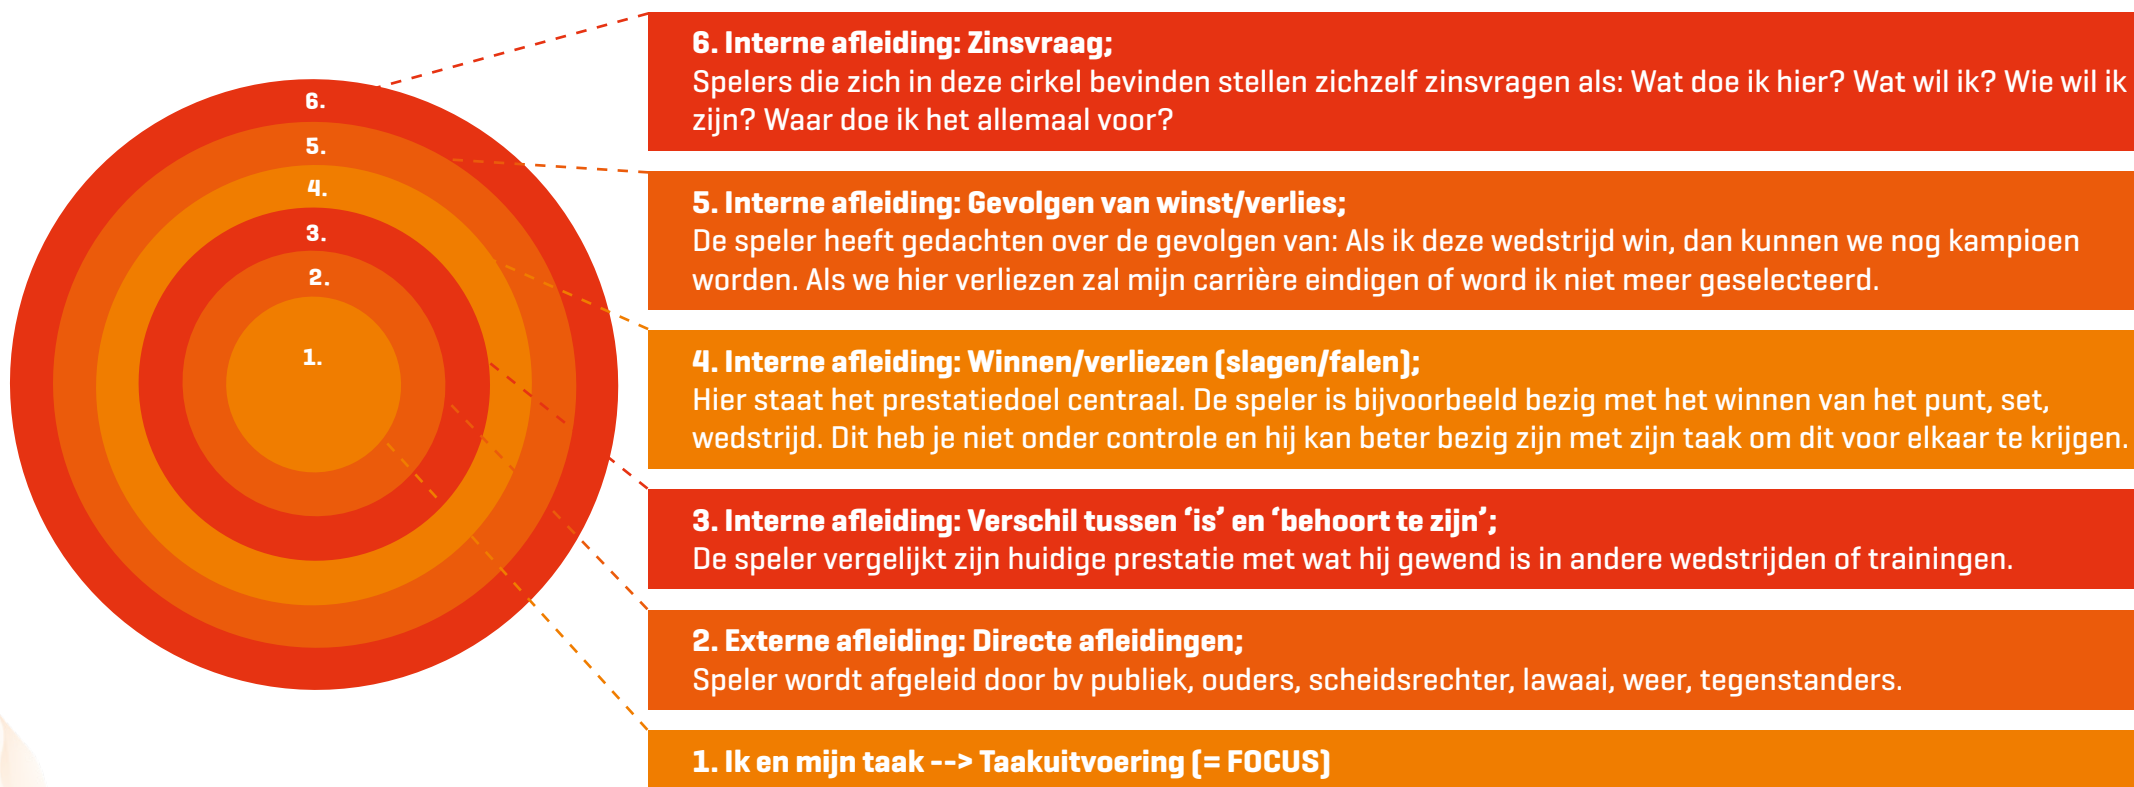 6.
5.
4.
3.
2.
1.
6. Interne afleiding: Zinsvraag;
Spelers die zich in deze cirkel bevinden stellen zichzelf zinsvragen als: Wat doe ik hier? Wat wil ik? Wie wil ik
zijn? Waar doe ik het allemaal voor?
5. Interne afleiding: Gevolgen van winst/verlies;
De speler heeft gedachten over de gevolgen van: Als ik deze wedstrijd win, dan kunnen we nog kampioen
worden. Als we hier verliezen zal mijn carrière eindigen of word ik niet meer geselecteerd.
4. Interne afleiding: Winnen/verliezen (slagen/falen);
Hier staat het prestatiedoel centraal. De speler is bijvoorbeeld bezig met het winnen van het punt, set,
wedstrijd. Dit heb je niet onder controle en hij kan beter bezig zijn met zijn taak om dit voor elkaar te krijgen.
3. Interne afleiding: Verschil tussen ‘is’ en ‘behoort te zijn’;
De speler vergelijkt zijn huidige prestatie met wat hij gewend is in andere wedstrijden of trainingen.
2. Externe afleiding: Directe afleidingen;
Speler wordt afgeleid door bv publiek, ouders, scheidsrechter, lawaai, weer, tegenstanders.
1. Ik en mijn taak --> Taakuitvoering (= FOCUS)